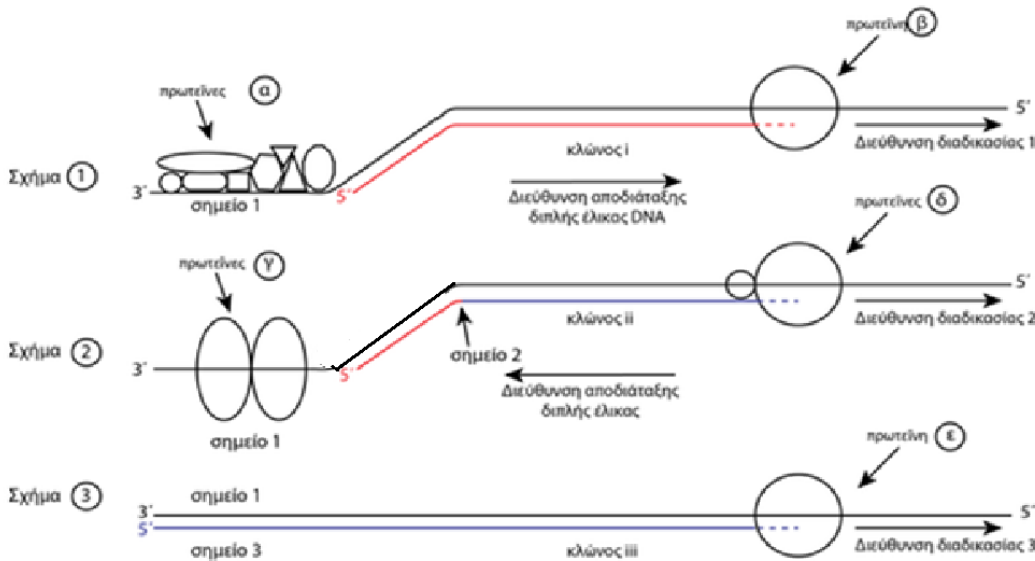 πρωτεΐνη β
πρωτεΐνες α
5΄
Διεύθυνση διαδικασίας 1
κλώνος i
Σχήμα 1
3΄
σημείο 1
5΄
Διεύθυνση αποδιάταξης
διπλής έλικας DNA
πρωτεΐνες δ
πρωτεΐνες γ
5΄
Διεύθυνση διαδικασίας 2
κλώνος ii
Σχήμα 2
σημείο 2
3΄
5΄
Διεύθυνση αποδιάταξης
διπλής έλικας
σημείο 1
πρωτεΐνη ε
Σχήμα 3
σημείο 1
3΄
5΄
5΄
Διεύθυνση διαδικασίας 3
σημείο 3
κλώνος iii